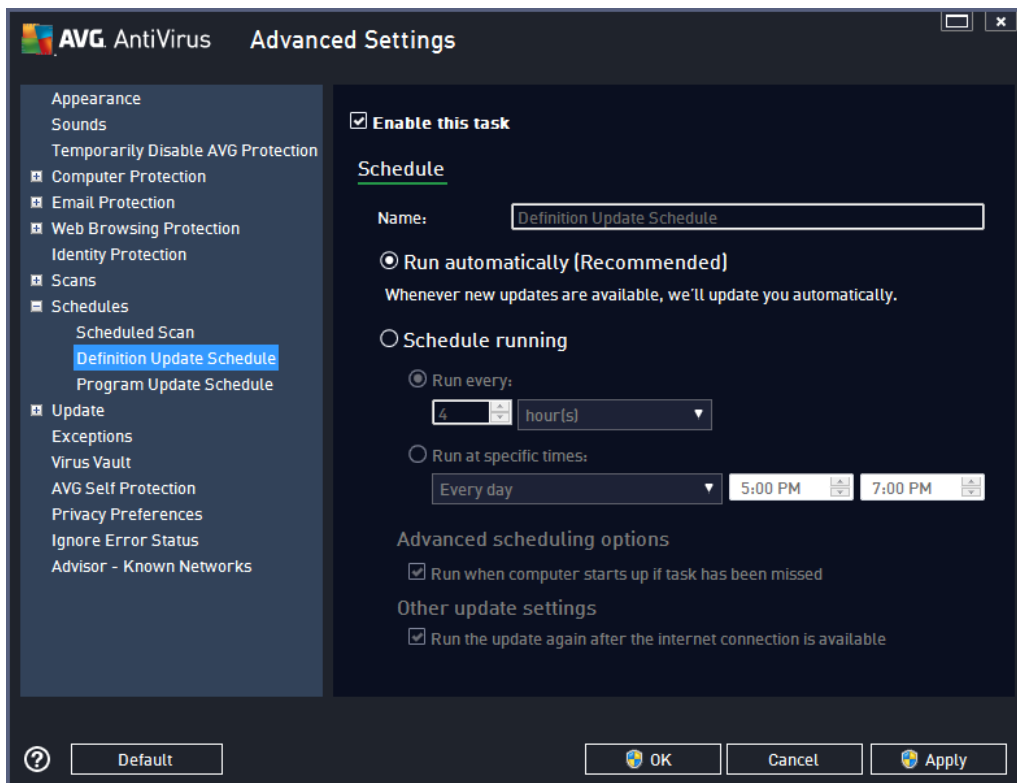 AVG. AntiVirus Advanced Settings
Appearance
Sounds
Temporarily Disable AVG Protection
Computer Protection
Email Protection
Web Browsing Protection
Identity Protection
Scans
Schedules
Scheduled Scan
Definition Update Schedule
Program Update Schedule
Update
Exceptions
Virus Vault
AVG Self Protection
Privacy Preferences
Ignore Error Status
Advisor - Known Networks
Enable this task
Schedule
Name: Definition Update Schedule
Run automatically (Recommended)
Whenever new updates are available, we'll update you automatically.
Schedule running
Run every:
4 hour(s)
Run at specific times:
Every day 5:00 PM 7:00 PM
Advanced scheduling options
Run when computer starts up if task has been missed
Other update settings
Run the update again after the internet connection is available
? Default OK Cancel Apply